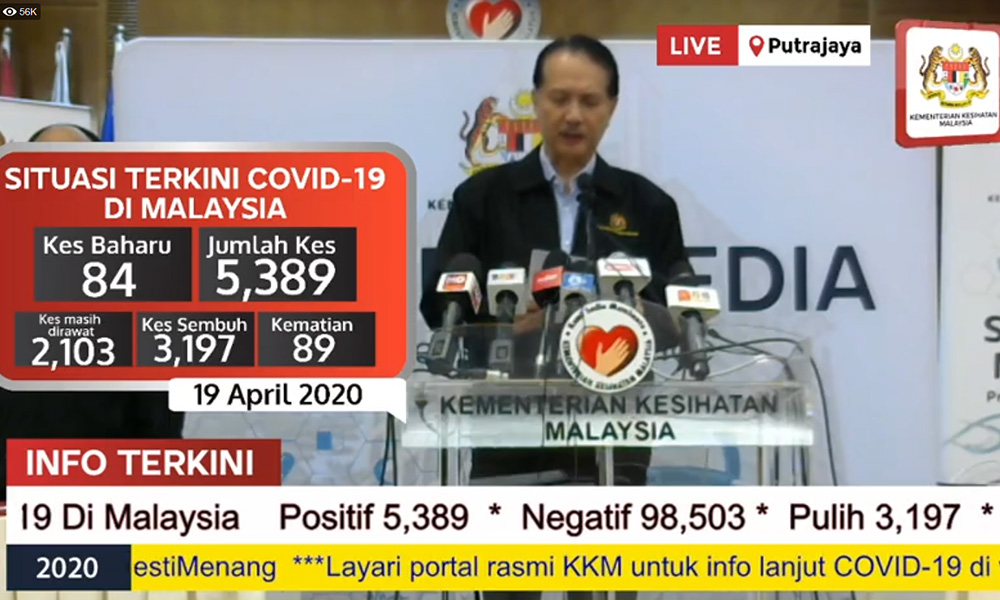 56K
LIVE
Putrajaya
KEMENTERIAN KESIHATAN
MALAYSIA
SITUASI TERKINI COVID-19
DI MALAYSIA
Kes Baharu
84
Jumlah Kes
5,389
Kes masih
dirawat
2,103
Kes Sembuh
3,197
Kematian
89
19 April 2020
EDIA
KEMENTERIAN KESIHATAN
MALAYSIA
INFO TERKINI
19 Di Malaysia Positif 5,389 * Negatif 98,503 * Pulih 3,197 *
2020
estiMenang ***Layari portal rasmi KKM untuk info lanjut COVID-19 di